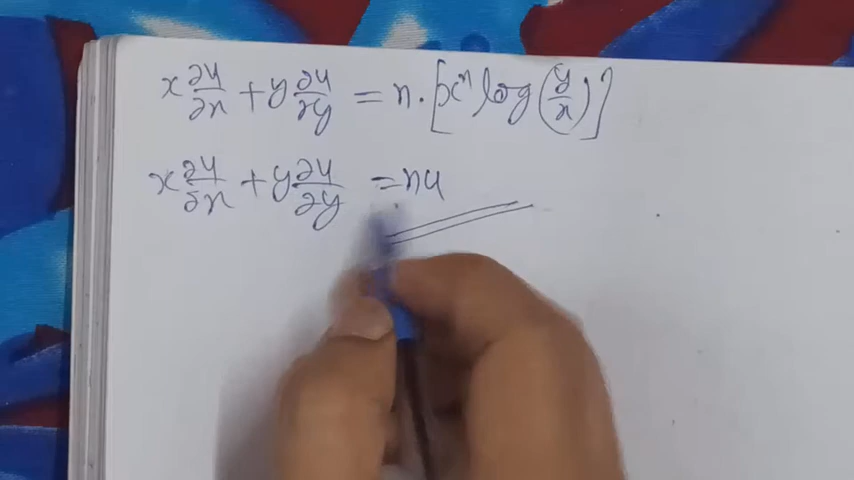 x ∂u/∂x + y ∂u/∂y = n·[x^n log(y/x)]
x ∂u/∂x + y ∂u/∂y = nu